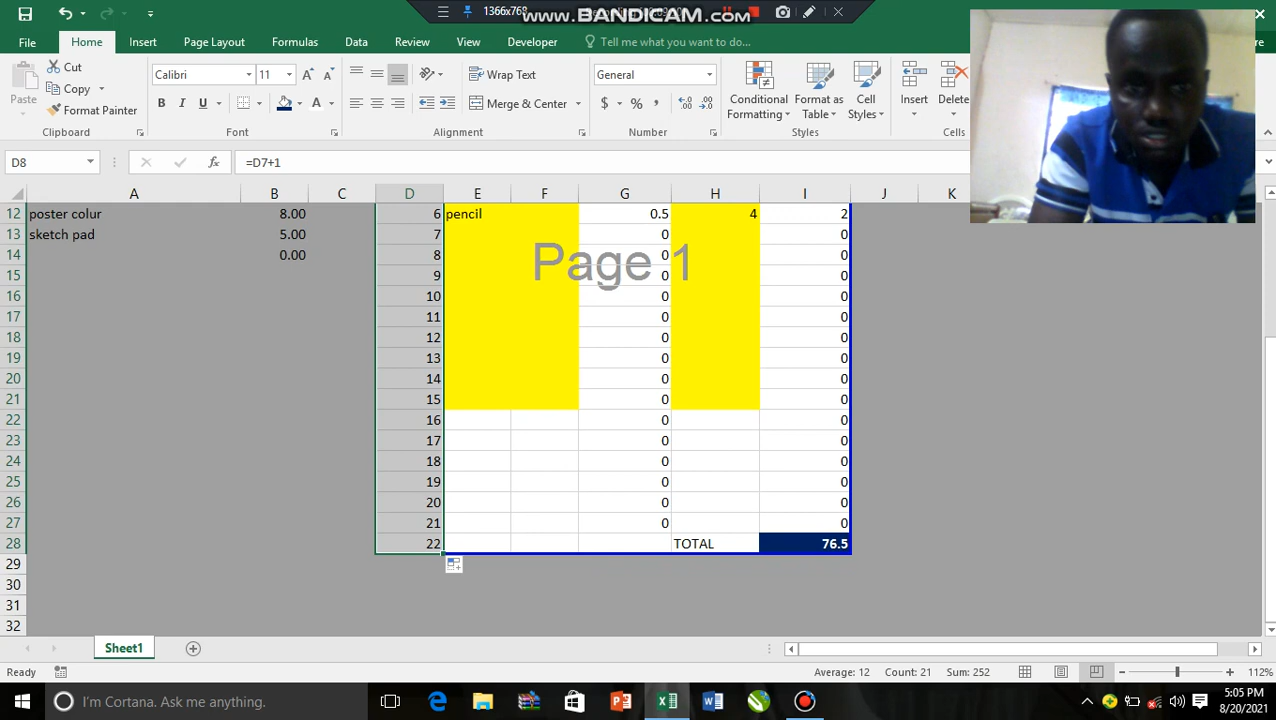 1366x768
www.BANDICAM.com
File Home Insert Page Layout Formulas Data Review View Developer Tell me what you want to do...
Paste
Cut
Copy
Format Painter
Clipboard
Calibri 11
B I U
A A
A
Font
Wrap Text
Merge & Center
Alignment
General
$ % ,
Number
Conditional Formatting
Format as Table
Cell Styles
Styles
Insert
Delete
Cells
D8 fx =D7+1
A B C D E F G H I J K
12 poster colur 8.00 6 pencil 0.5 4 2
13 sketch pad 5.00 7 0 0
14 0.00 8 0 0
Page 1
15 9 0 0
16 10 0 0
17 11 0 0
18 12 0 0
19 13 0 0
20 14 0 0
21 15 0 0
22 16 0 0
23 17 0 0
24 18 0 0
25 19 0 0
26 20 0 0
27 21 0 0
28 22 TOTAL 76.5
29
30
31
32
Sheet1
Ready Average: 12 Count: 21 Sum: 252 112%
I'm Cortana. Ask me anything.
5:05 PM
8/20/2021